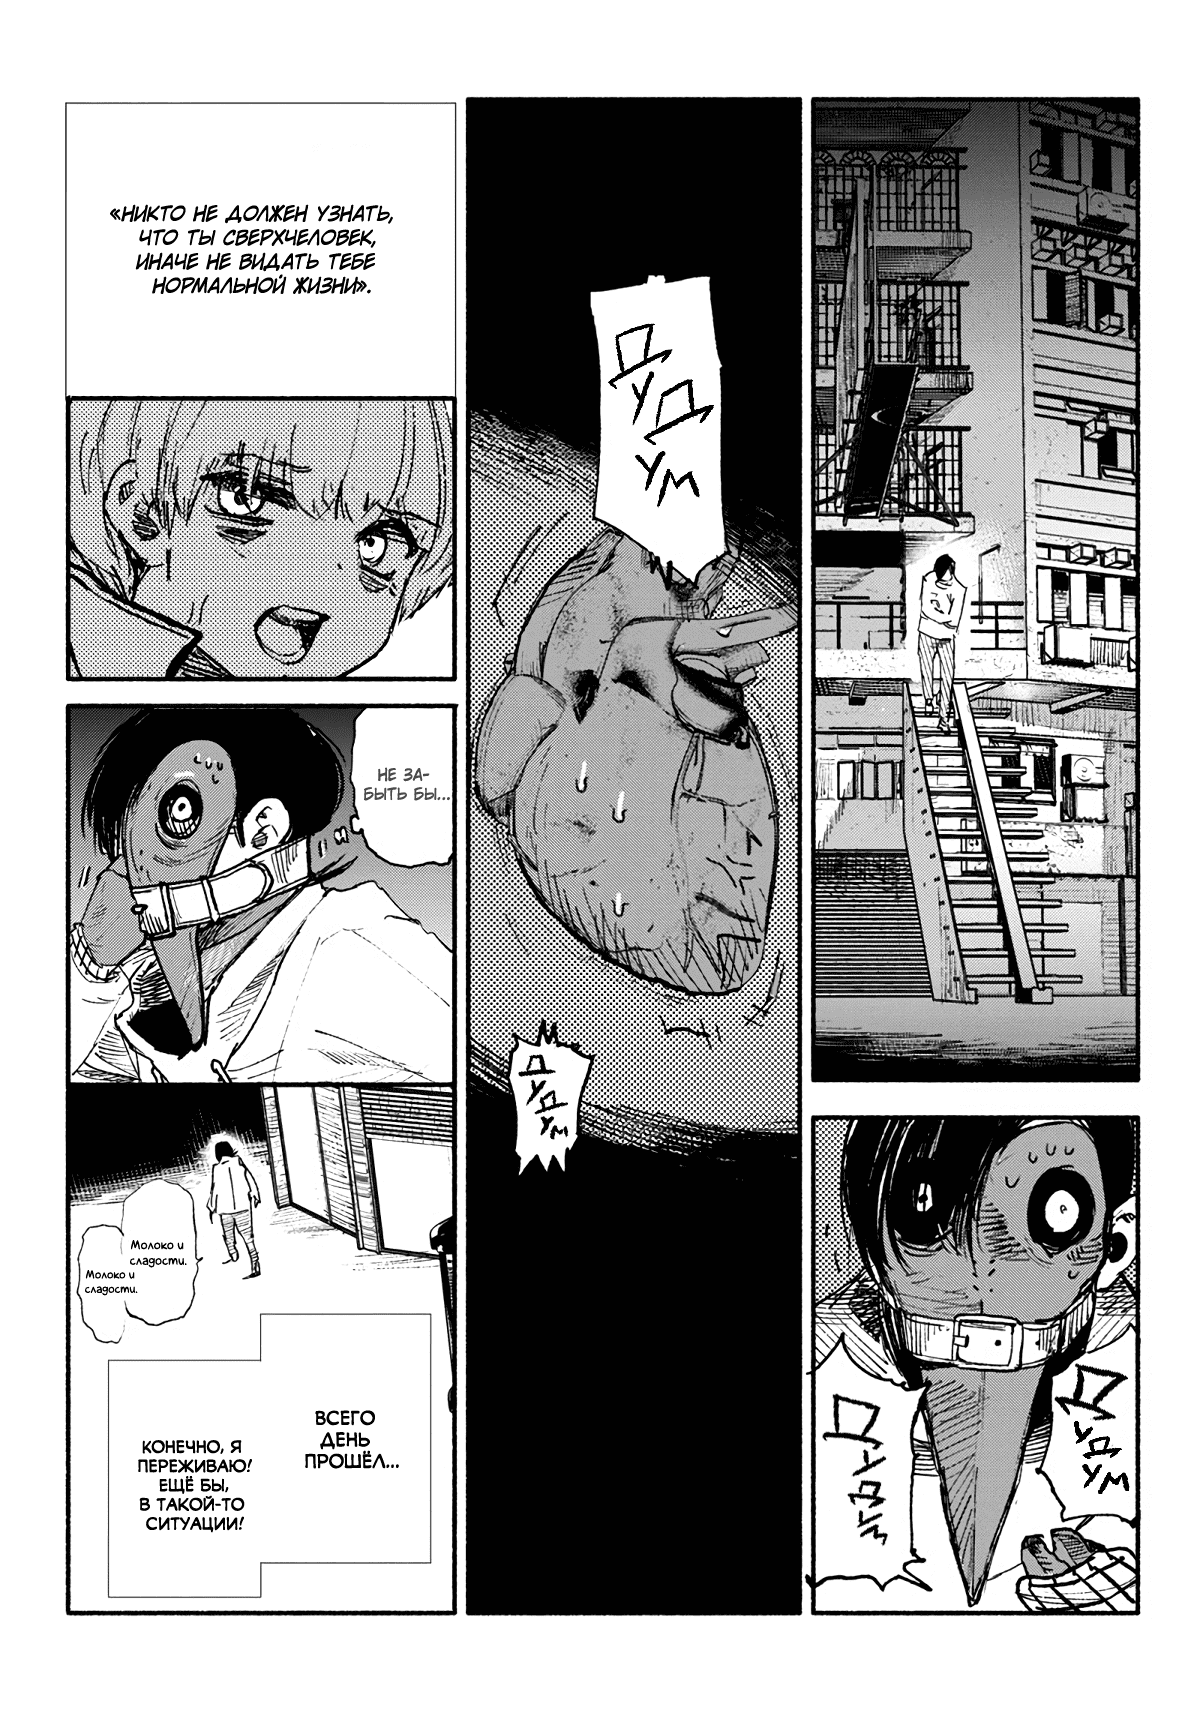 ДУДУМ
ДУДУМ
ДУДУМ
ДУДУМ
«НИКТО НЕ ДОЛЖЕН УЗНАТЬ,
ЧТО ТЫ СВЕРХЧЕЛОВЕК,
ИНАЧЕ НЕ ВИДАТЬ ТЕБЕ
НОРМАЛЬНОЙ ЖИЗНИ».
НЕ ЗА-
БЫТЬ БЫ...
Молоко и
сладости.
Молоко и
сладости.
ВСЕГО
ДЕНЬ
ПРОШЁЛ...
КОНЕЧНО, Я
ПЕРЕЖИВАЮ!
ЕЩЁ БЫ,
В ТАКОЙ-ТО
СИТУАЦИИ!